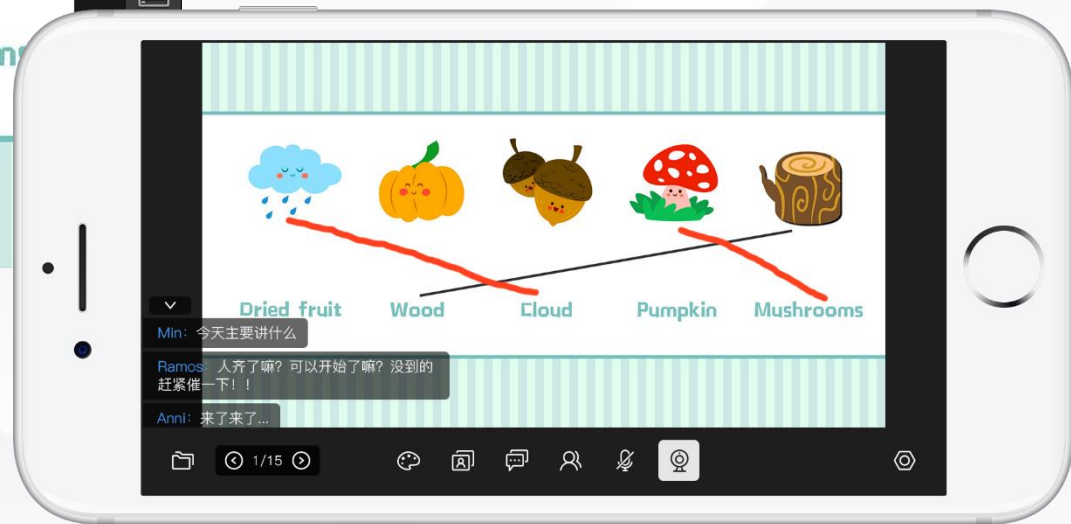 Dried fruit
Wood
Cloud
Pumpkin
Mushrooms
Min：今天主要讲什么
Ramos：人齐了嘛？可以开始了嘛？没到的
赶紧催一下！！
Anni：来了来了...
1/15